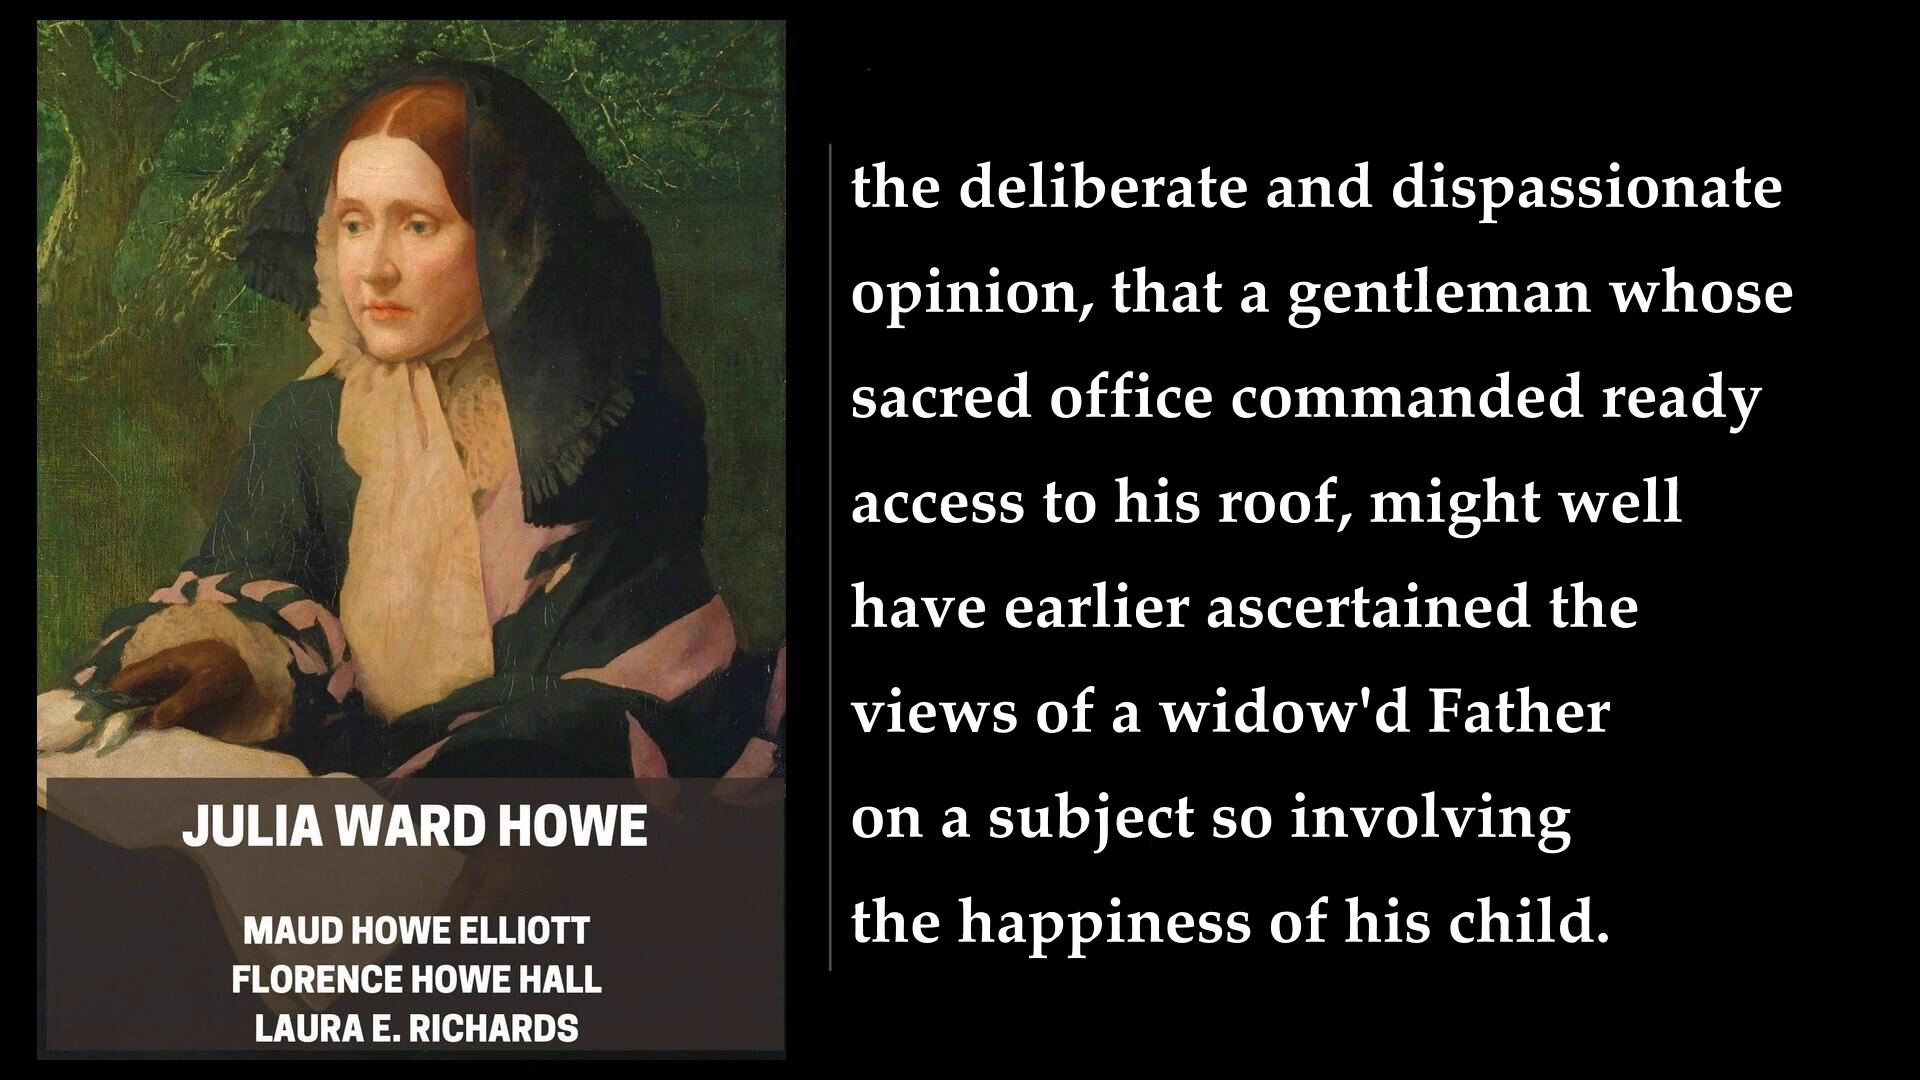 JULIA WARD HOWE
MAUD HOWE ELLIOTT
FLORENCE HOWE HALL
LAURA E. RICHARDS
the deliberate and dispassionate
opinion, that a gentleman whose
sacred office commanded ready
access to his roof, might well
have earlier ascertained the
views of a widow'd Father
on a subject so involving
the happiness of his child.